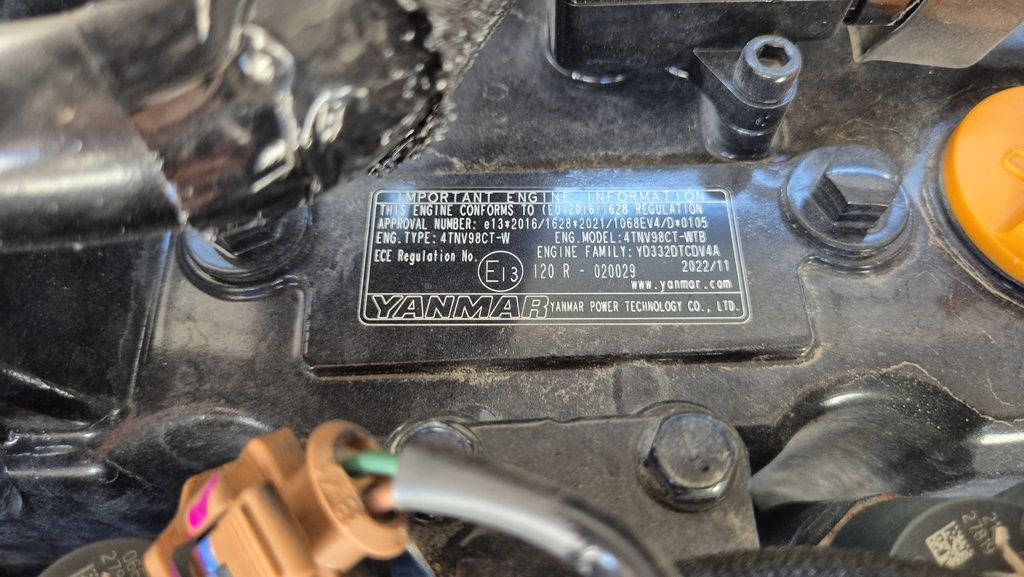 IMPORTANT ENGINE INFORMATION
THIS ENGINE CONFORMS TO (EU)2016/1628 REGULATION
APPROVAL NUMBER: e13*2016/1628*2021/1068EV4/D*0105
ENG.TYPE: 4TNV98CT-W ENG.MODEL: 4TNV98CT-WTB
ENGINE FAMILY: YD332DTCDV4A
ECE Regulation No. E13 120 R - 020029 2022/11
www.yanmar.com
YANMAR YANMAR POWER TECHNOLOGY CO., LTD.